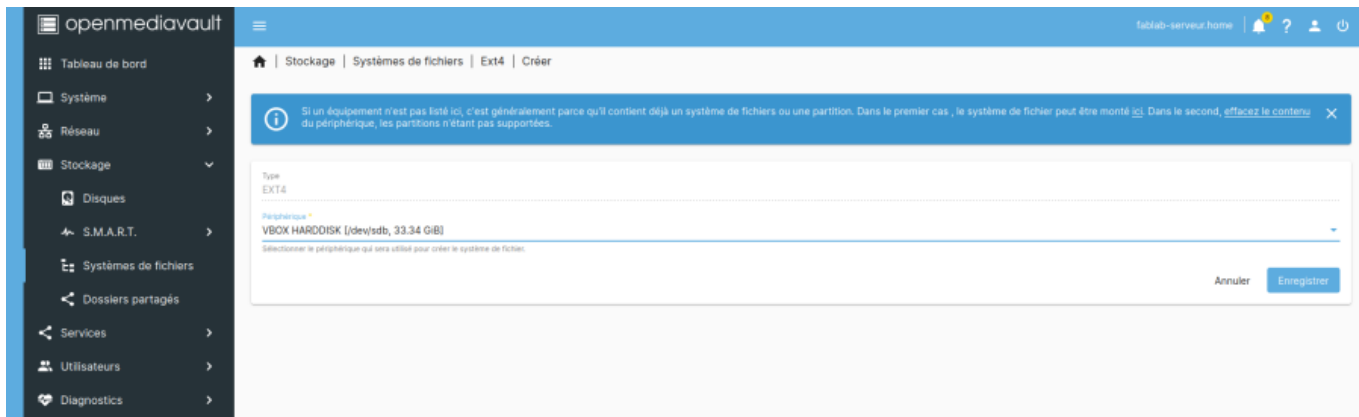 openmediavault
fablab-serveur.home
Tableau de bord
Système
Réseau
Stockage
Disques
S.M.A.R.T.
Systèmes de fichiers
Dossiers partagés
Services
Utilisateurs
Diagnostics
| Stockage | Systèmes de fichiers | Ext4 | Créer
Si un équipement n'est pas listé ici, c'est généralement parce qu'il contient déjà un système de fichiers ou une partition. Dans le premier cas , le système de fichier peut être monté ici. Dans le second, effacez le contenu
du périphérique, les partitions n'étant pas supportées.
Type
EXT4
Périphérique *
VBOX HARDDISK [/dev/sdb, 33.34 GiB]
Sélectionner le périphérique qui sera utilisé pour créer le système de fichier.
Annuler
Enregistrer